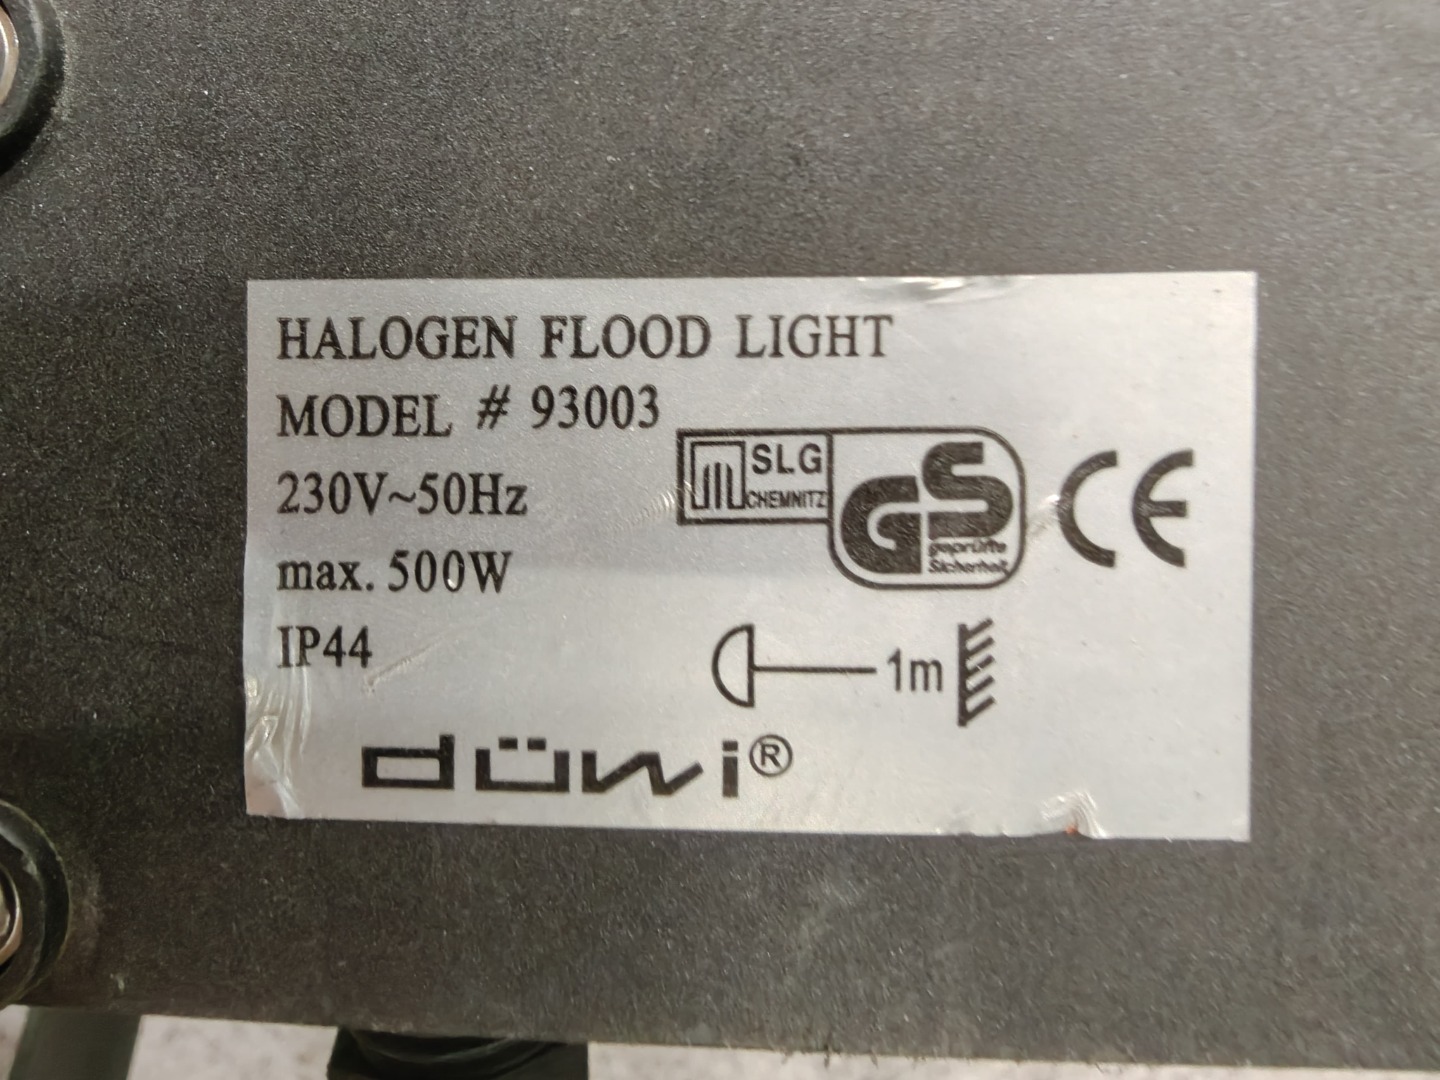 HALOGEN FLOOD LIGHT
MODEL # 93003
230V~50Hz
max. 500W
IP44
SLG
CHEMNITZ
GS
geprüfte
Sicherheit
CE
1m
düwi®